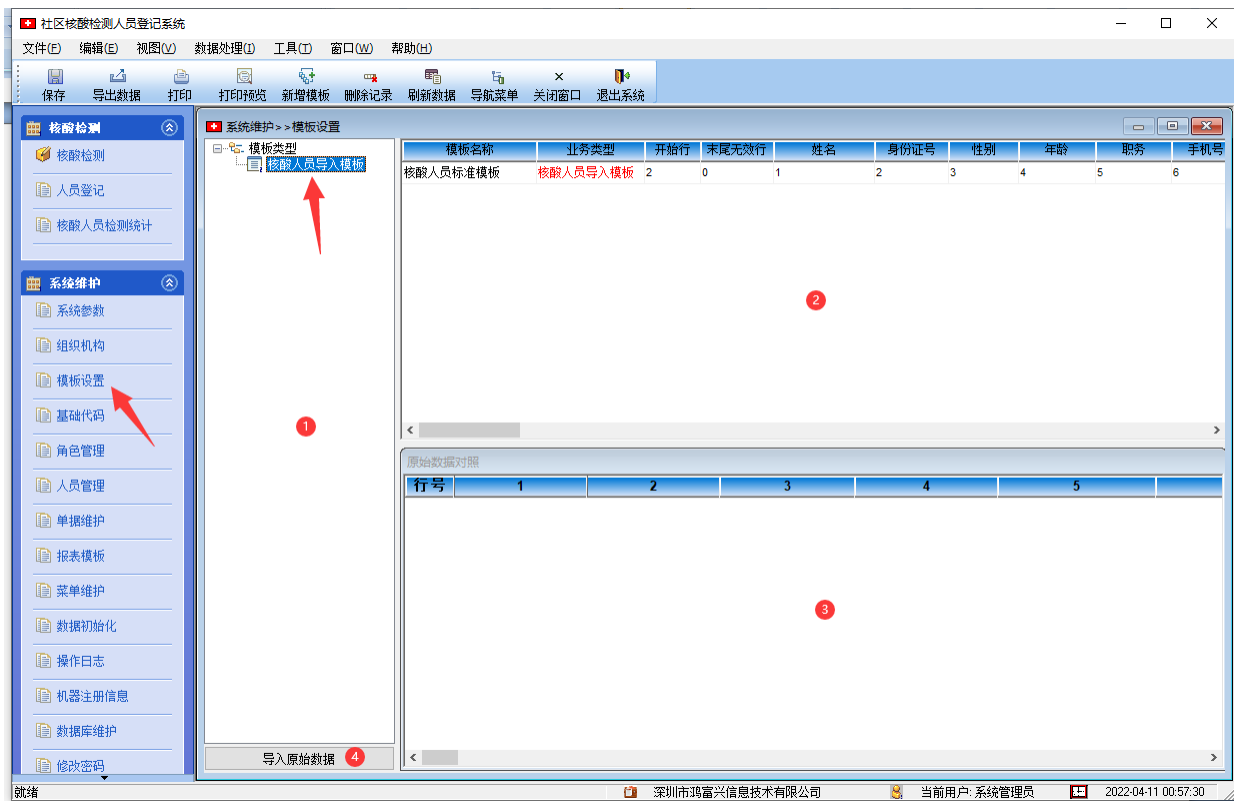 社区核酸检测人员登记系统
文件(F) 编辑(E) 视图(V) 数据处理(I) 工具(T) 窗口(W) 帮助(H)
保存 导出数据 打印 打印预览 新增模板 删除记录 刷新数据 导航菜单 关闭窗口 退出系统
核酸检测
核酸检测
人员登记
核酸人员检测统计
系统维护
系统参数
组织机构
模板设置
基础代码
角色管理
人员管理
单据维护
报表模板
菜单维护
数据初始化
操作日志
机器注册信息
数据库维护
修改密码
系统维护>>模板设置
模板类型
核酸人员导入模板
1
导入原始数据 4
模板名称 业务类型 开始行 末尾无效行 姓名 身份证号 性别 年龄 职务 手机号
核酸人员标准模板 核酸人员导入模板 2 0 1 2 3 4 5 6
2
原始数据对照
行号 1 2 3 4 5
3
就绪 深圳市鸿富兴信息技术有限公司 当前用户: 系统管理员 2022-04-11 00:57:30